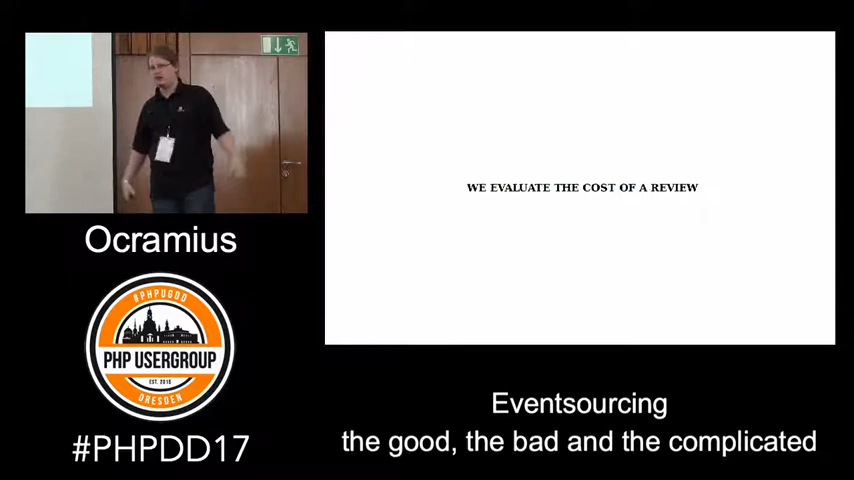 WE EVALUATE THE COST OF A REVIEW
Ocramius
#PHPUGDD
PHP USERGROUP
EST. 2010
DRESDEN
#PHPDD17
Eventsourcing
the good, the bad and the complicated